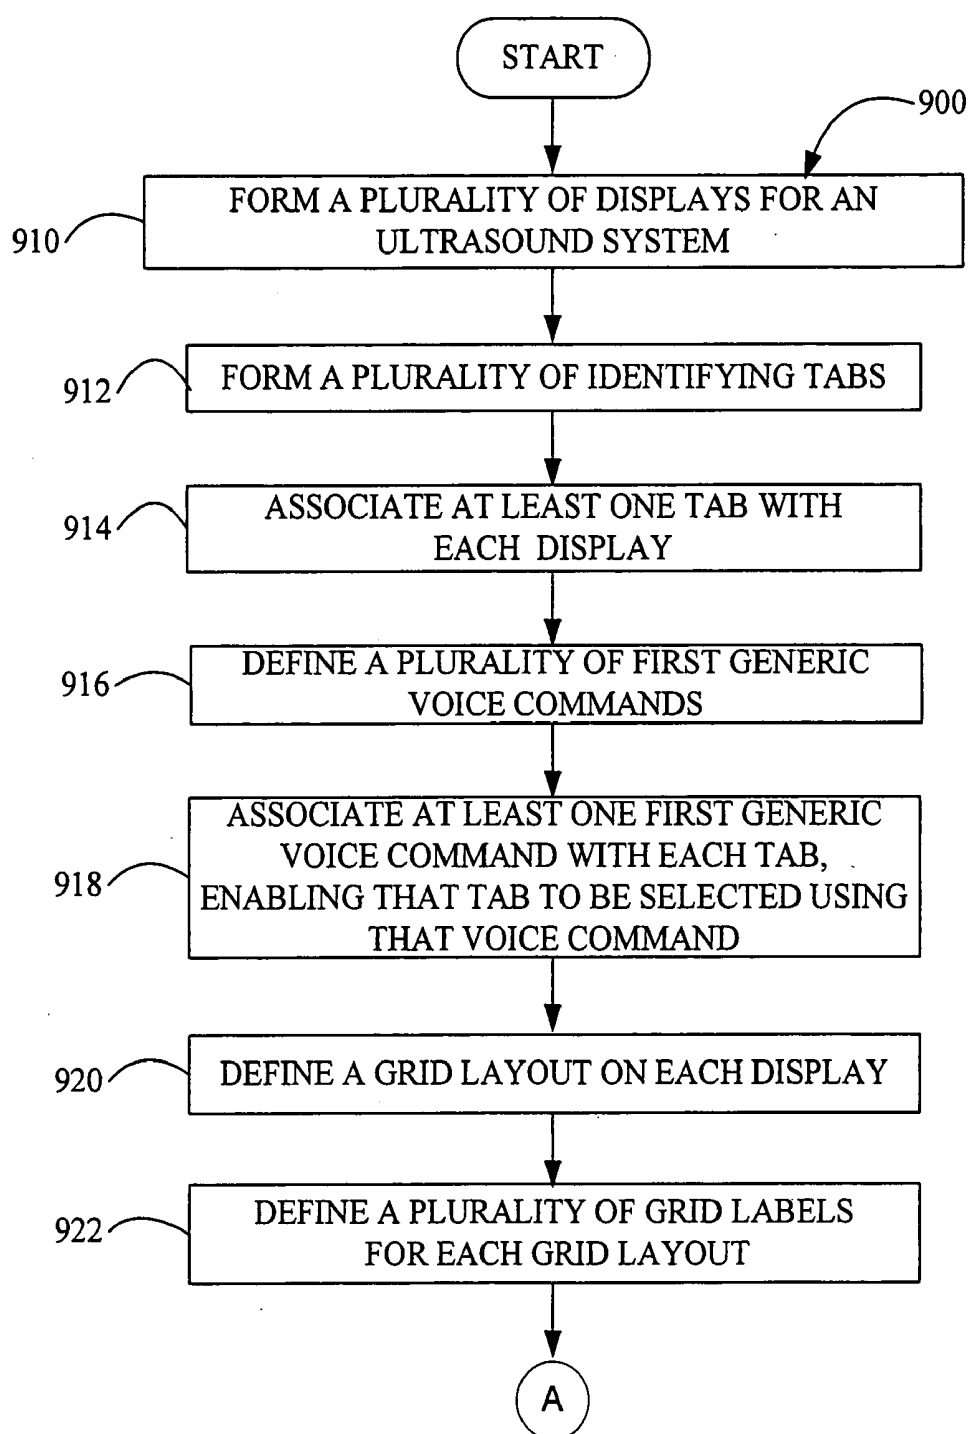 START
900
FORM A PLURALITY OF DISPLAYS FOR AN
ULTRASOUND SYSTEM
910
FORM A PLURALITY OF IDENTIFYING TABS
912
ASSOCIATE AT LEAST ONE TAB WITH
EACH DISPLAY
914
DEFINE A PLURALITY OF FIRST GENERIC
VOICE COMMANDS
916
ASSOCIATE AT LEAST ONE FIRST GENERIC
VOICE COMMAND WITH EACH TAB,
ENABLING THAT TAB TO BE SELECTED USING
THAT VOICE COMMAND
918
DEFINE A GRID LAYOUT ON EACH DISPLAY
920
DEFINE A PLURALITY OF GRID LABELS
FOR EACH GRID LAYOUT
922
A